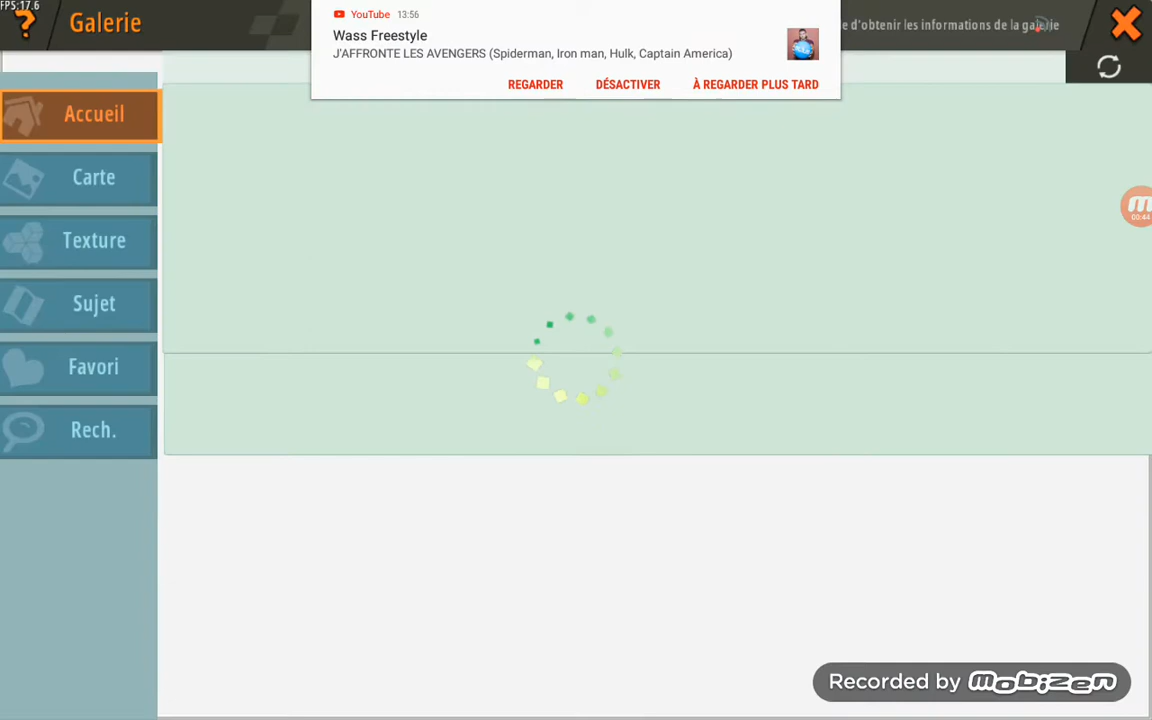 FPS:17.6
Galerie
YouTube 13:56
Wass Freestyle
J'AFFRONTE LES AVENGERS (Spiderman, Iron man, Hulk, Captain America)
REGARDER DÉSACTIVER À REGARDER PLUS TARD
e d'obtenir les informations de la galerie
Accueil
Carte
Texture
Sujet
Favori
Rech.
00:44
Recorded by mobizen